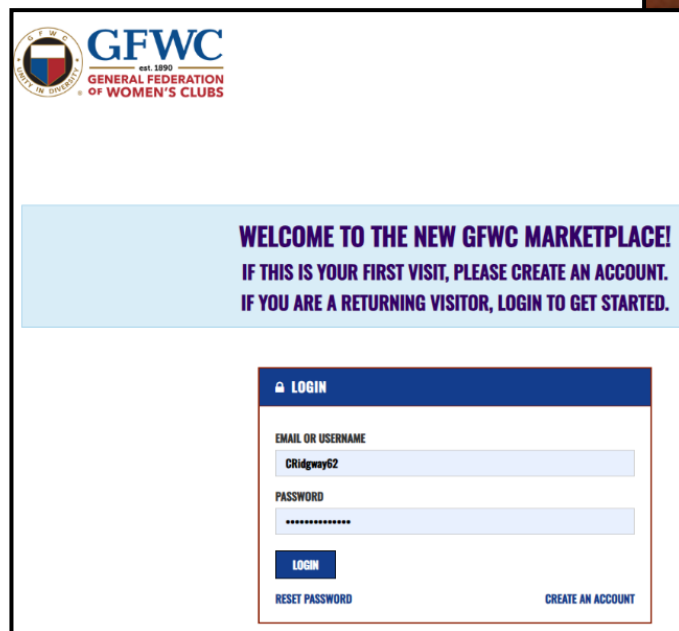 GFWC
UNITY IN DIVERSITY
GFWC
est. 1890
GENERAL FEDERATION
OF WOMEN'S CLUBS
WELCOME TO THE NEW GFWC MARKETPLACE!
IF THIS IS YOUR FIRST VISIT, PLEASE CREATE AN ACCOUNT.
IF YOU ARE A RETURNING VISITOR, LOGIN TO GET STARTED.
LOGIN
EMAIL OR USERNAME
CRidgway62
PASSWORD
••••••••••••••
LOGIN
RESET PASSWORD CREATE AN ACCOUNT